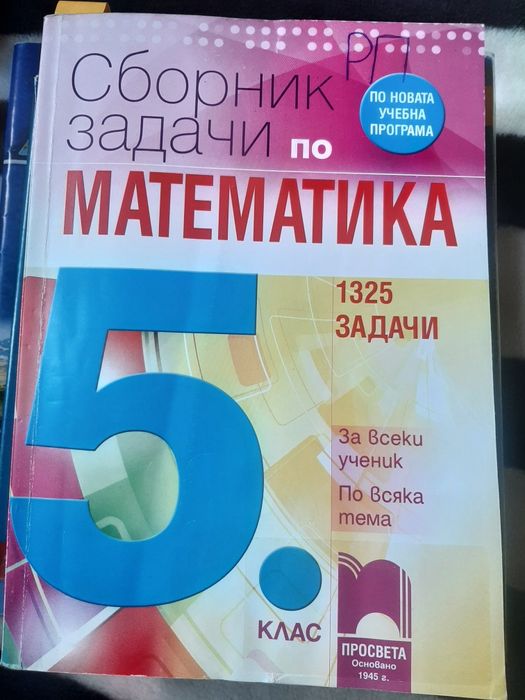 РП
Сборник
задачи по
МАТЕМАТИКА
ПО НОВАТА
УЧЕБНА
ПРОГРАМА
5.
КЛАС
1325
ЗАДАЧИ
За всеки
ученик
По всяка
тема
ПРОСВЕТА
Основано
1945 г.